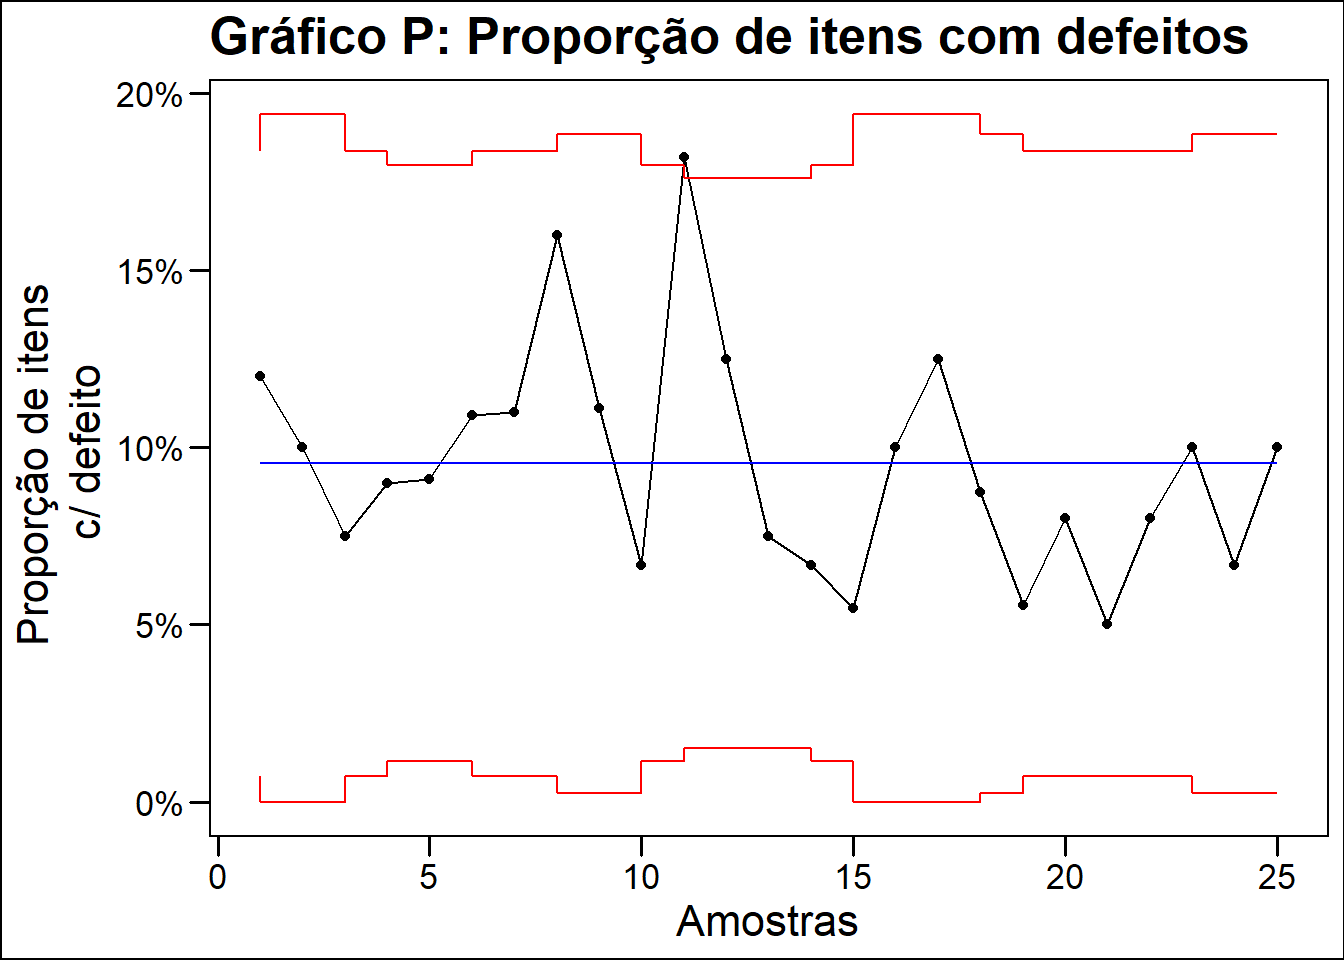 Gráfico P: Proporção de itens com defeitos
20%
15%
10%
5%
0%
Proporção de itens
c/ defeito
0 5 10 15 20 25
Amostras